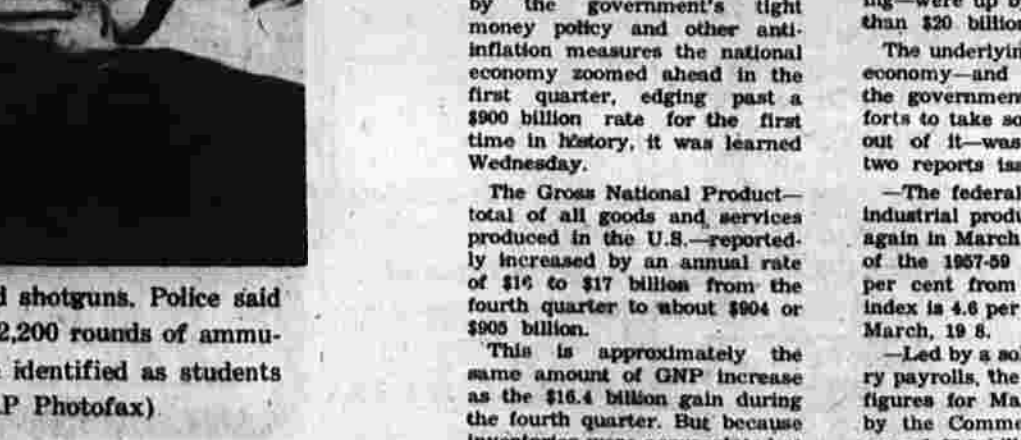 d shotguns. Police said
2,200 rounds of ammu-
identified as students
P Photofax)
by the government's tight
money policy and other anti-
inflation measures the national
economy zoomed ahead in the
first quarter, edging past a
$900 billion rate for the first
time in history, it was learned
Wednesday.
The Gross National Product—
total of all goods and services
produced in the U.S.—reported-
ly increased by an annual rate
of $16 to $17 billion from the
fourth quarter to about $904 or
$905 billion.
This is approximately the
same amount of GNP increase
as the $16.4 billion gain during
the fourth quarter. But because
ing—were up b
than $20 billion
The underlyin
economy—and
the governmen
forts to take so
out of it—was
two reports iss
—The federal
industrial produ
again in March
of the 1957-59
per cent from
index is 4.6 per
March, 19 8.
—Led by a sol
ry payrolls, the
figures for Ma
by the Comme